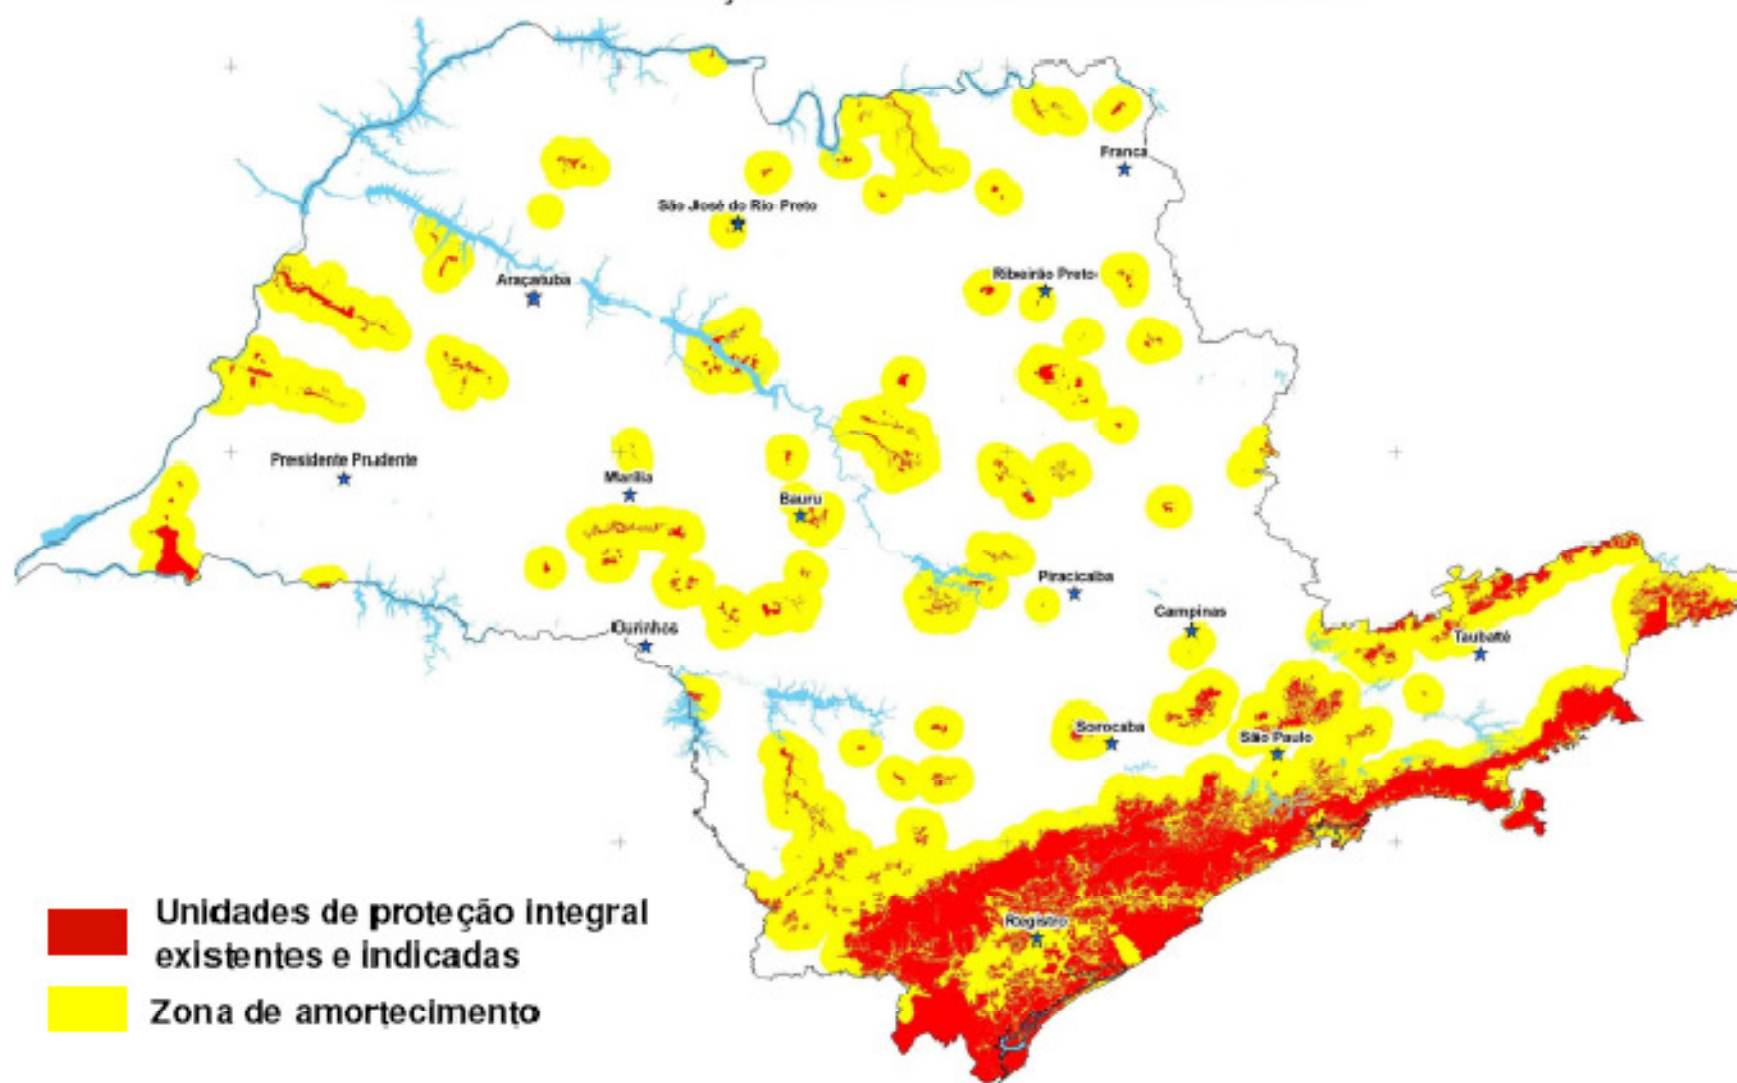 Franca
São José do Rio Preto
Araçatuba
Ribeirão Preto
Presidente Prudente
Marília
Bauru
Piracicaba
Campinas
Ourinhos
Taubaté
Sorocaba
São Paulo
Registro
Unidades de proteção integral
existentes e indicadas
Zona de amortecimento